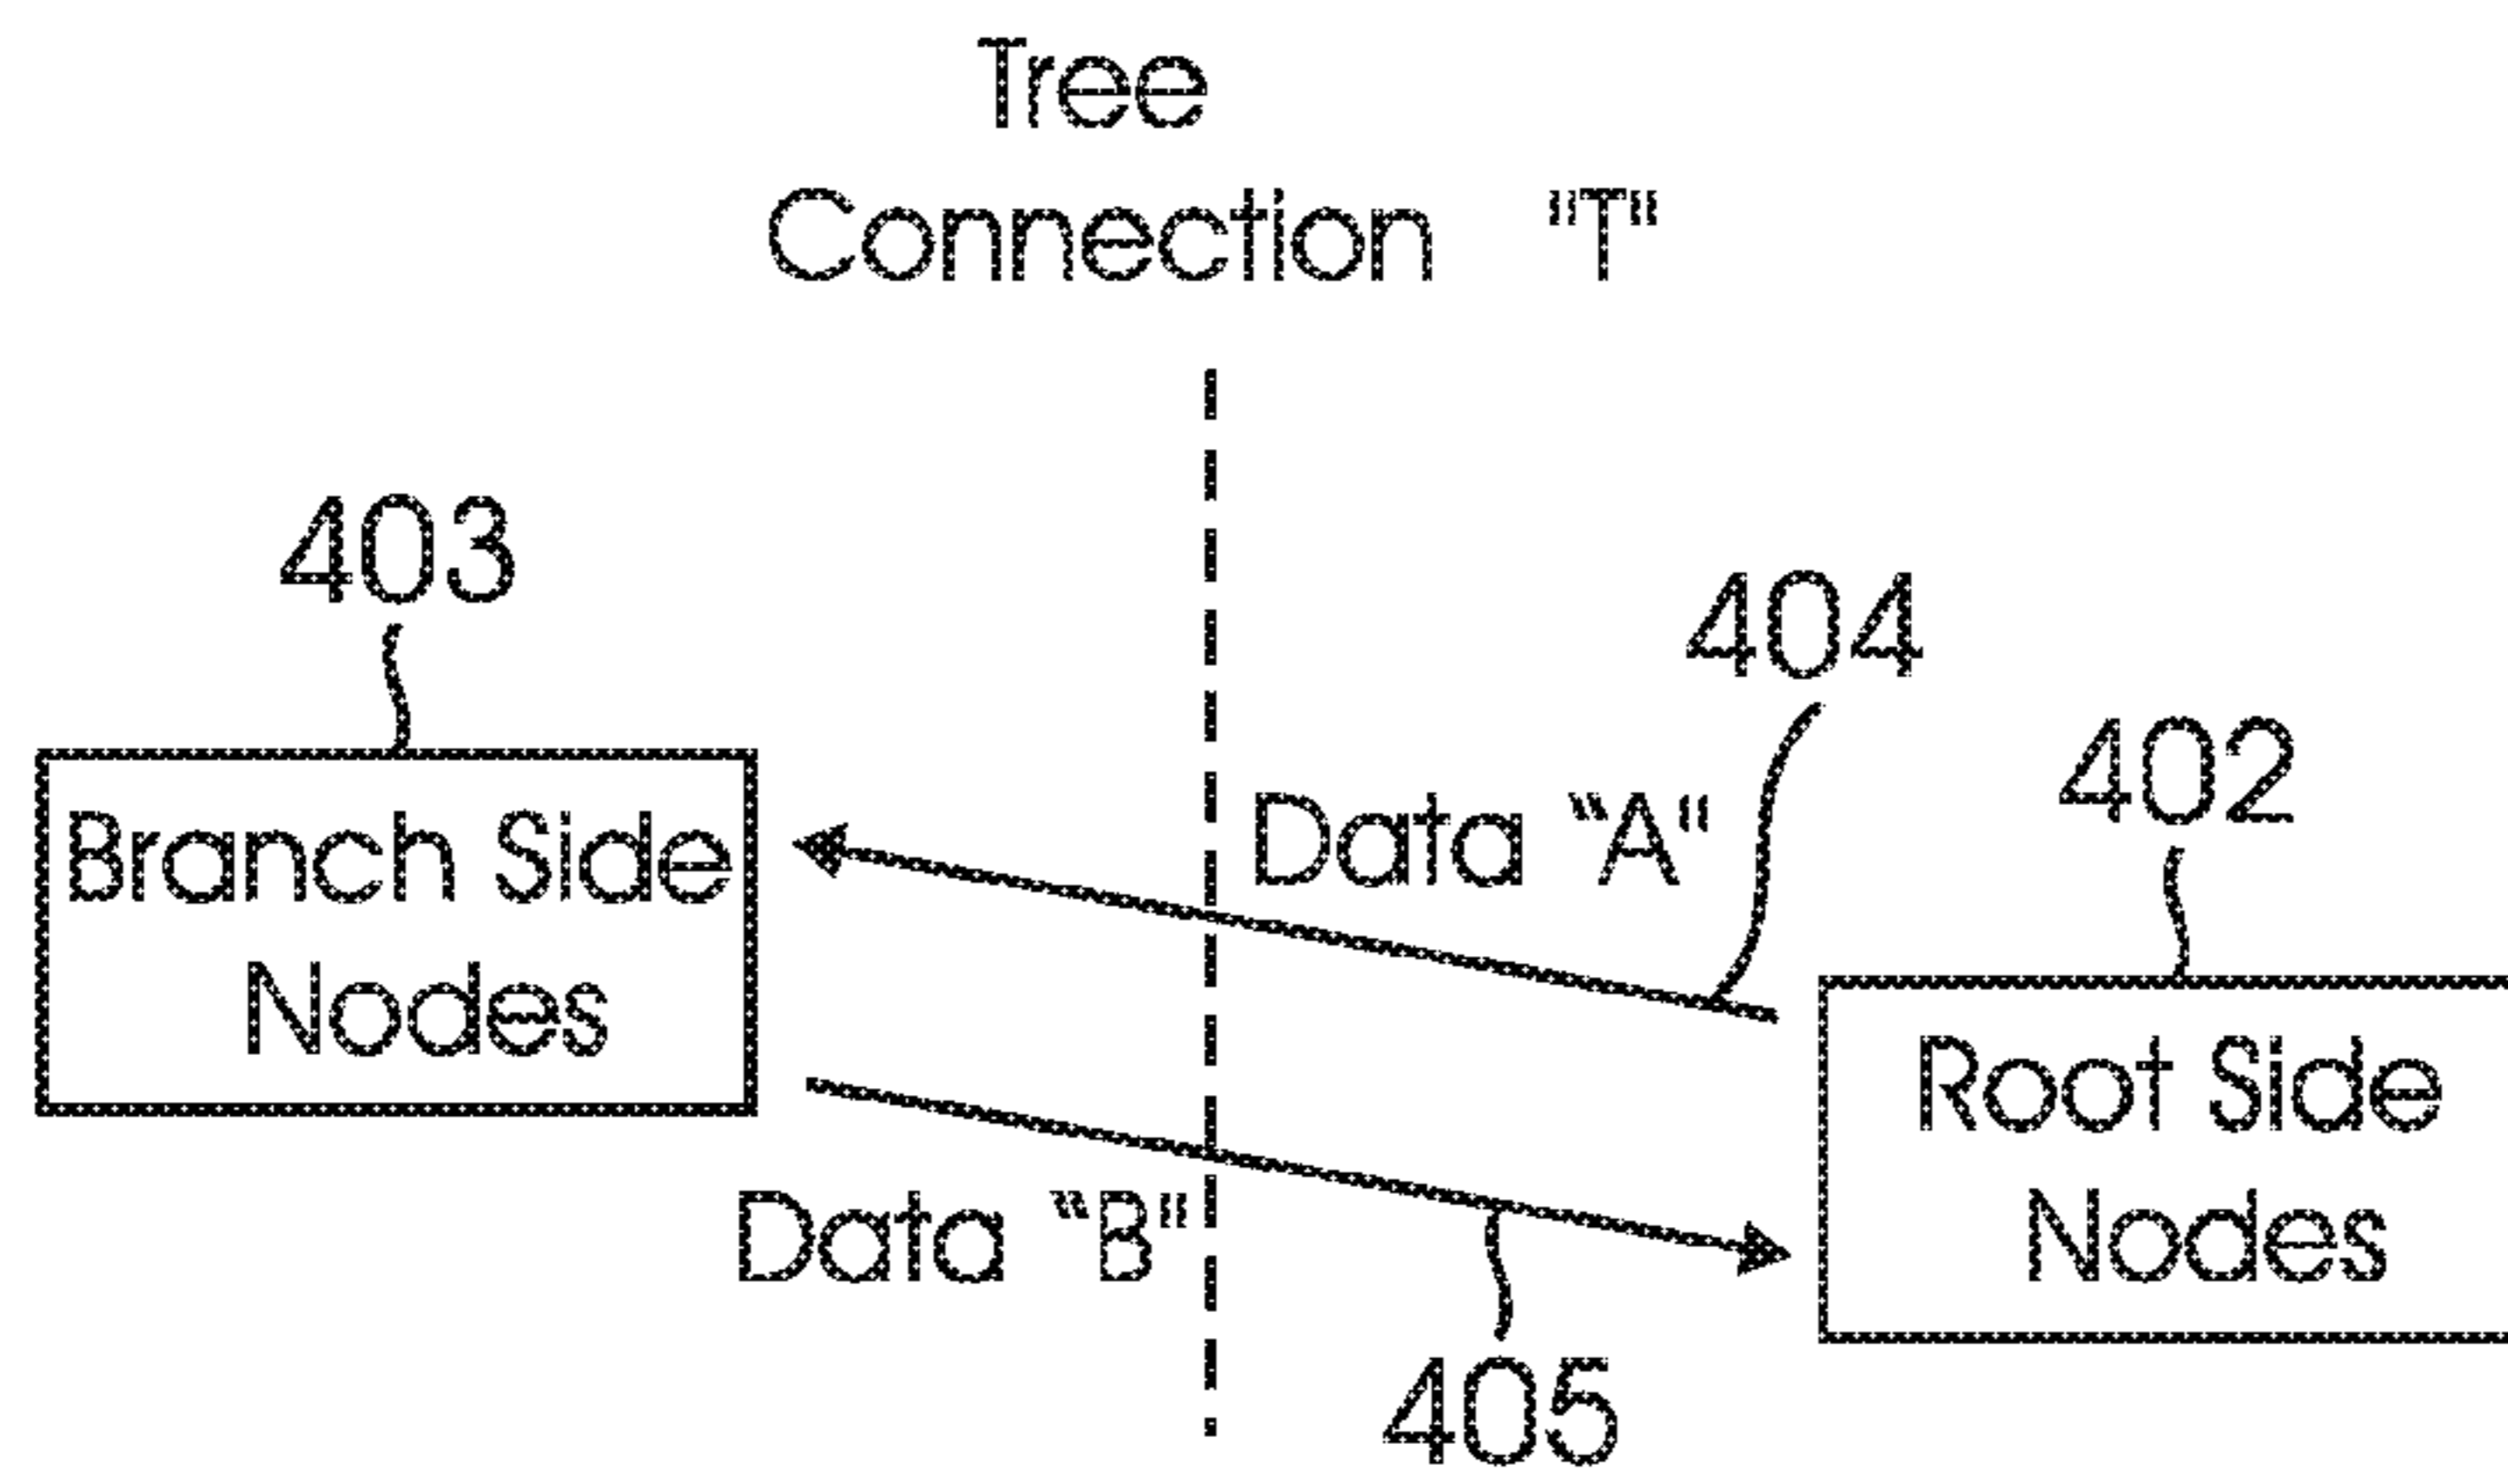 Tree
Connection "T"
403
404
402
Branch Side
Nodes
Data “A"
Root Side
Nodes
Data “B"
405